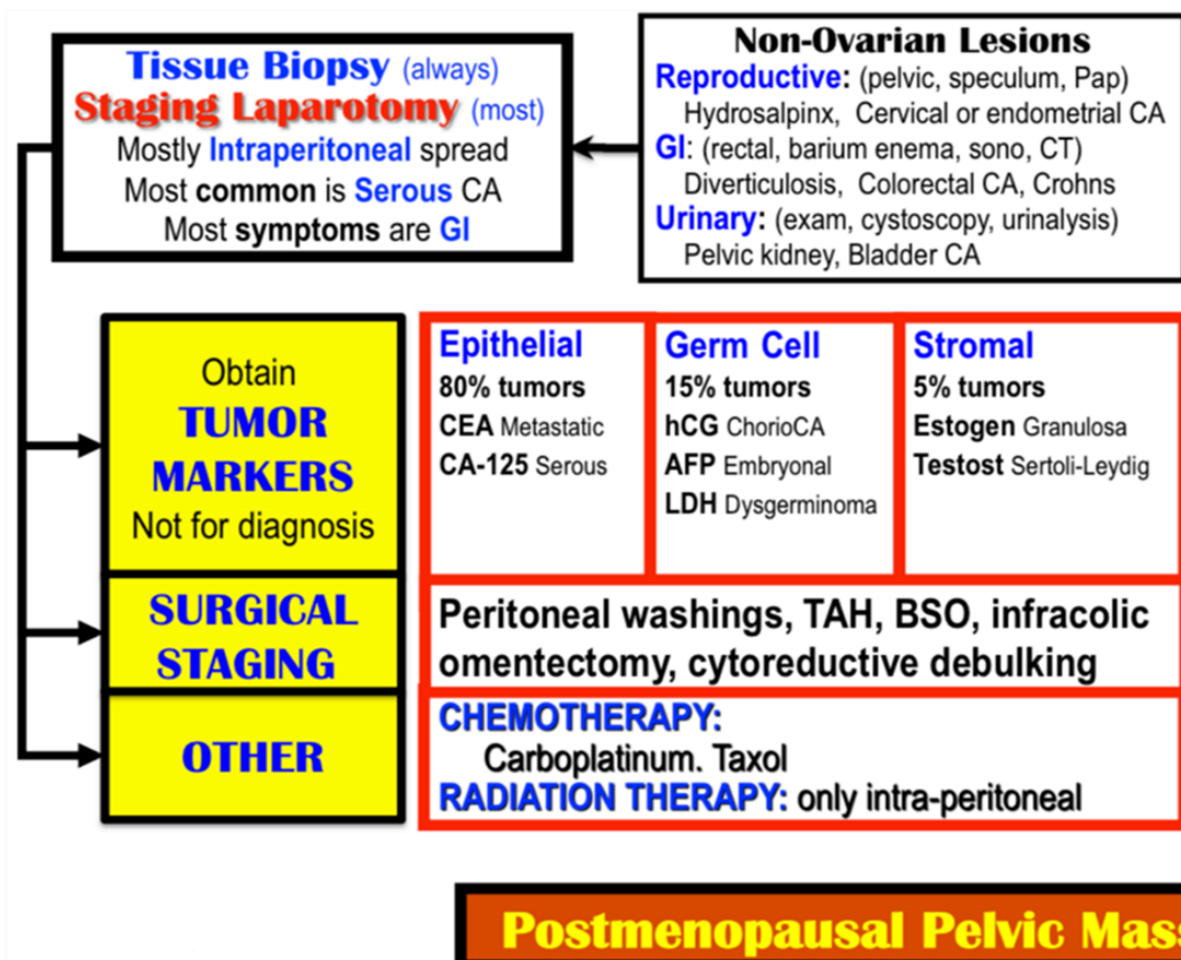 Tissue Biopsy (always)
Staging Laparotomy (most)
Mostly Intraperitoneal spread
Most common is Serous CA
Most symptoms are GI
Non-Ovarian Lesions
Reproductive: (pelvic, speculum, Pap)
Hydrosalpinx, Cervical or endometrial CA
GI: (rectal, barium enema, sono, CT)
Diverticulosis, Colorectal CA, Crohns
Urinary: (exam, cystoscopy, urinalysis)
Pelvic kidney, Bladder CA
Obtain
TUMOR
MARKERS
Not for diagnosis
Epithelial
80% tumors
CEA Metastatic
CA-125 Serous
Germ Cell
15% tumors
hCG ChorioCA
AFP Embryonal
LDH Dysgerminoma
Stromal
5% tumors
Estogen Granulosa
Testost Sertoli-Leydig
SURGICAL
STAGING
Peritoneal washings, TAH, BSO, infracolic
omentectomy, cytoreductive debulking
OTHER
CHEMOTHERAPY:
Carboplatinum. Taxol
RADIATION THERAPY: only intra-peritoneal
Postmenopausal Pelvic Mass